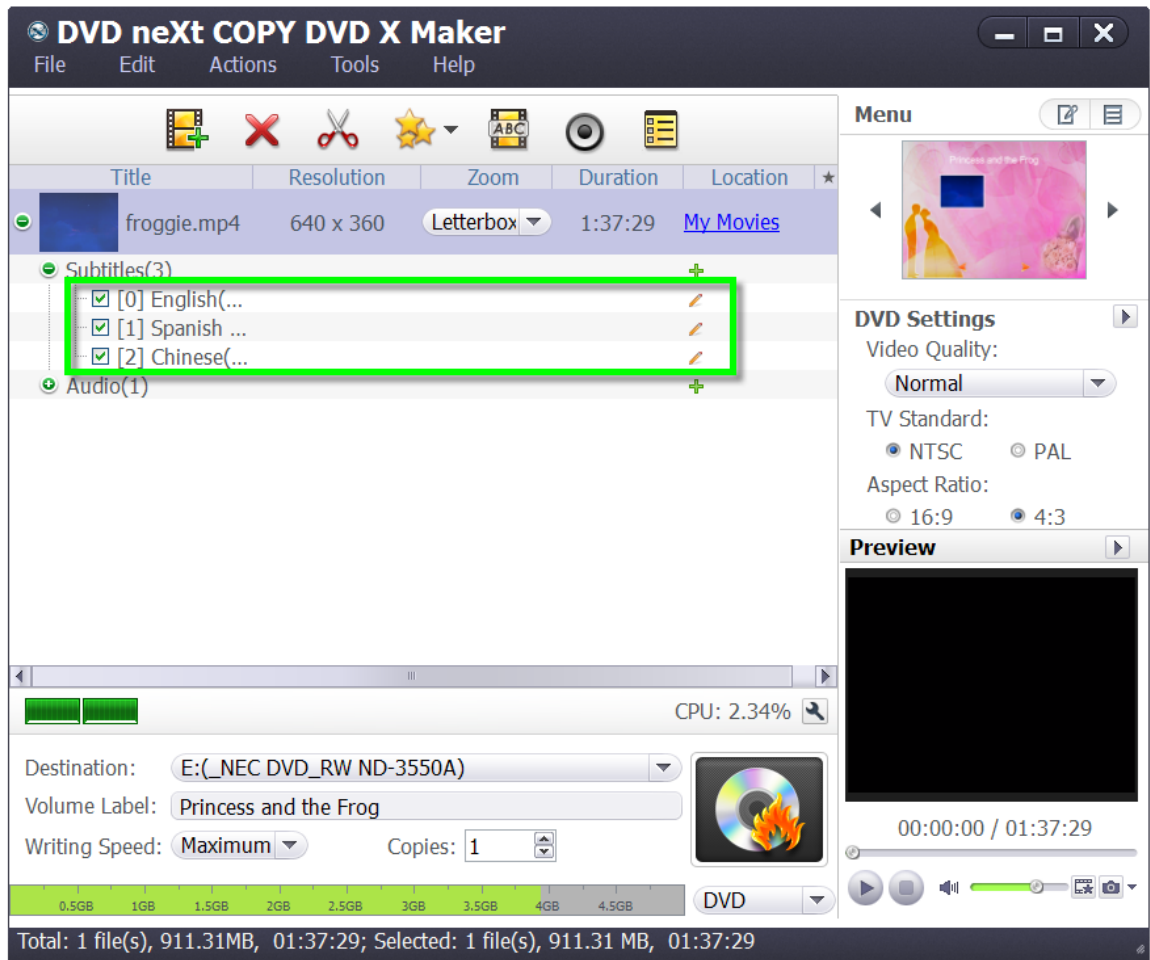 DVD neXt COPY DVD X Maker
File Edit Actions Tools Help
ABC
Title Resolution Zoom Duration Location ★
froggie.mp4 640 x 360 Letterbox 1:37:29 My Movies
Subtitles(3)
[0] English(...
[1] Spanish ...
[2] Chinese(...
Audio(1)
CPU: 2.34%
Destination: E:(_NEC DVD_RW ND-3550A)
Volume Label: Princess and the Frog
Writing Speed: Maximum Copies: 1
0.5GB 1GB 1.5GB 2GB 2.5GB 3GB 3.5GB 4GB 4.5GB DVD
Menu
Princess and the Frog
DVD Settings
Video Quality:
Normal
TV Standard:
NTSC PAL
Aspect Ratio:
16:9 4:3
Preview
00:00:00 / 01:37:29
Total: 1 file(s), 911.31MB, 01:37:29; Selected: 1 file(s), 911.31 MB, 01:37:29